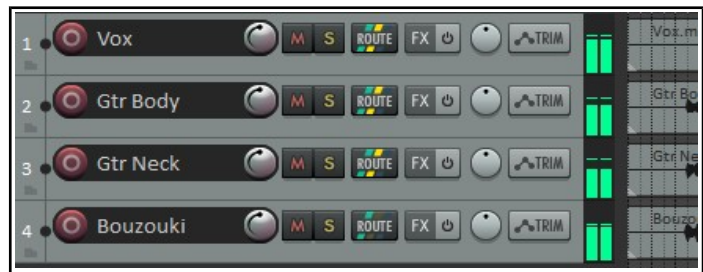 1 Vox M S ROUTE FX TRIM Vox.m
2 Gtr Body M S ROUTE FX TRIM Gtr Bo
3 Gtr Neck M S ROUTE FX TRIM Gtr Ne
4 Bouzouki M S ROUTE FX TRIM Bouzo